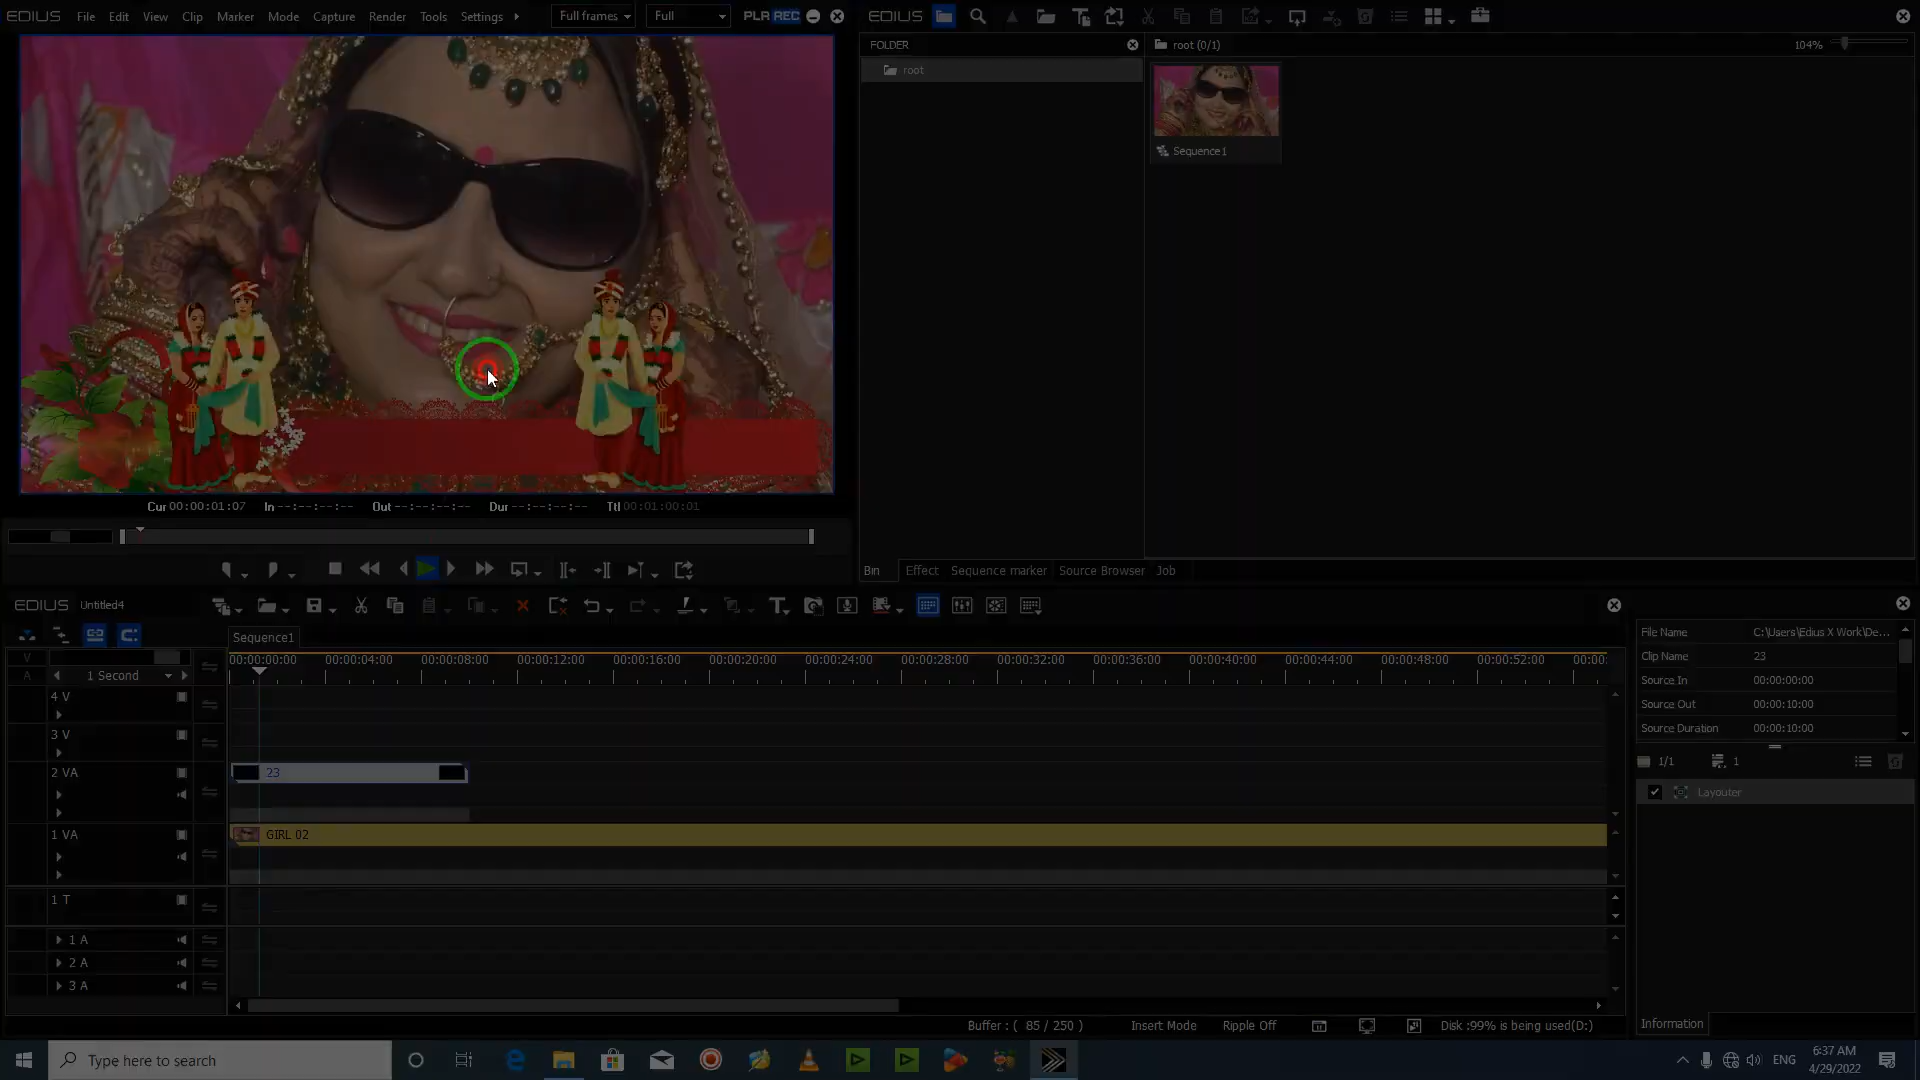 EDIUS File Edit View Clip Marker Mode Capture Render Tools Settings Full frames Full PLR REC
EDIUS
FOLDER
root (0/1)
104%
root
Sequence1
Cur 00:00:01:07 In --:--:--:-- Out --:--:--:-- Dur --:--:--:-- Ttl 00:01:00:01
Bin Effect Sequence marker Source Browser Job
EDIUS Untitled4
Sequence1
V
A
1 Second
00:00:00:00 00:00:04:00 00:00:08:00 00:00:12:00 00:00:16:00 00:00:20:00 00:00:24:00 00:00:28:00 00:00:32:00 00:00:36:00 00:00:40:00 00:00:44:00 00:00:48:00 00:00:52:00 00:00:
4 V
3 V
2 VA
23
1 VA
GIRL 02
1 T
1 A
2 A
3 A
File Name C:\Users\Edius X Work\De...
Clip Name 23
Source In 00:00:00:00
Source Out 00:00:10:00
Source Duration 00:00:10:00
1/1 1
Layouter
Information
Buffer : ( 85 / 250 ) Insert Mode Ripple Off Disk :99% is being used(D:)
Type here to search
ENG
6:37 AM
4/29/2022